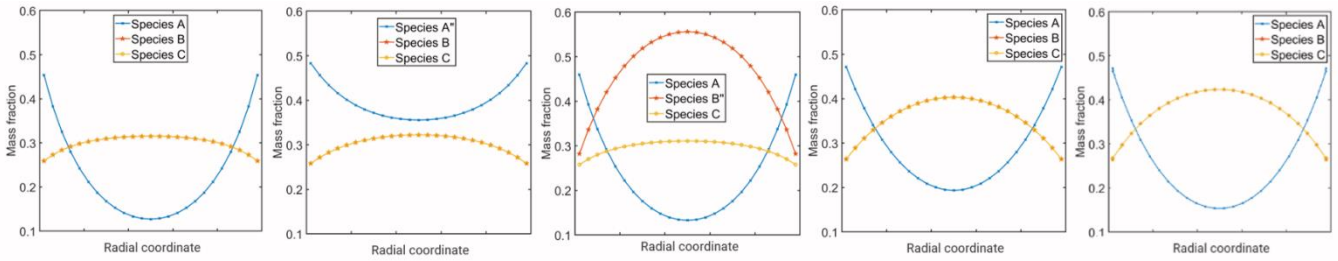 0.6
0.5
0.4
0.3
0.2
0.1
Mass fraction
Species A
Species B
Species C
Radial coordinate
0.6
0.5
0.4
0.3
0.2
0.1
Mass fraction
Species A"
Species B
Species C
Radial coordinate
0.6
0.5
0.4
0.3
0.2
0.1
Mass fraction
Species A
Species B"
Species C
Radial coordinate
0.6
0.5
0.4
0.3
0.2
0.1
Mass fraction
Species A
Species B
Species C
Radial coordinate
0.6
0.5
0.4
0.3
0.2
0.1
Mass fraction
Species A
Species B
Species C
Radial coordinate